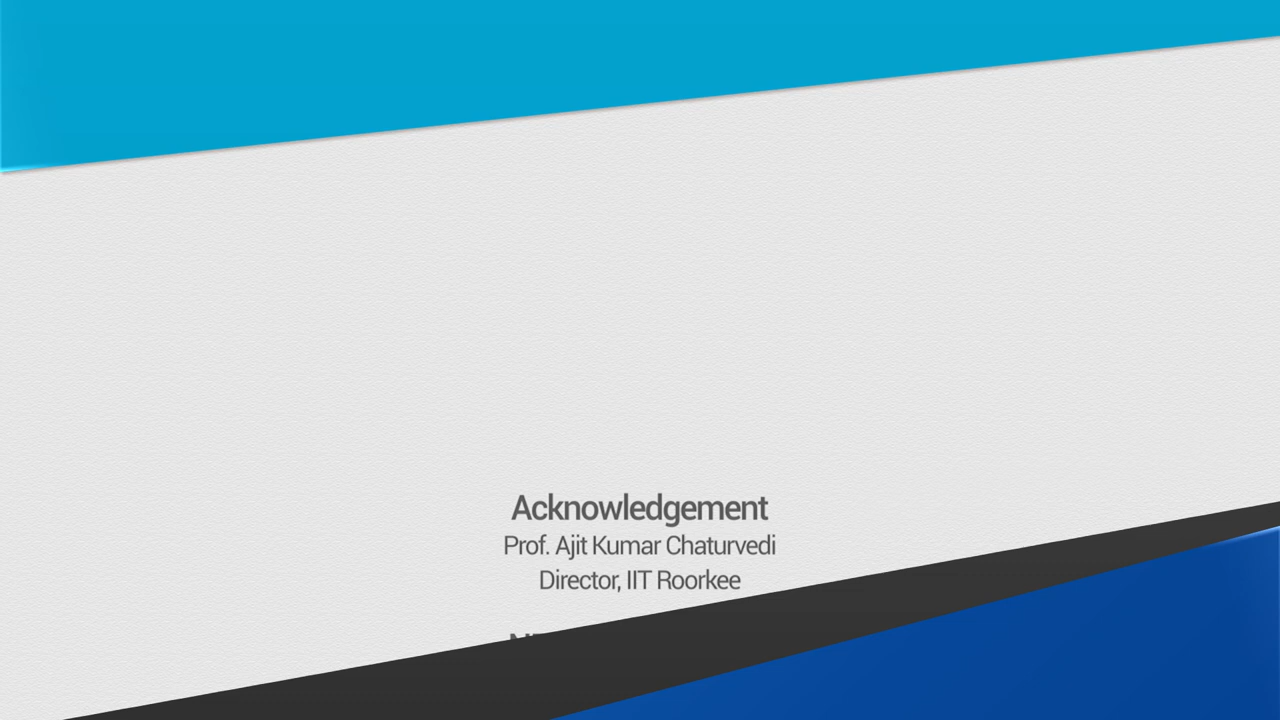 Acknowledgement
Prof. Ajit Kumar Chaturvedi
Director, IIT Roorkee